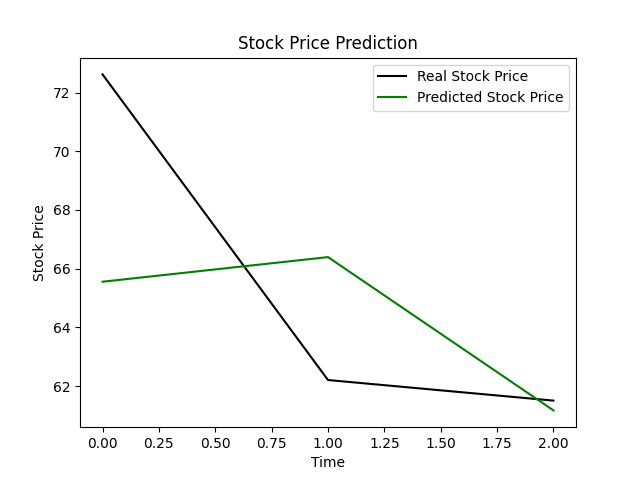 Stock Price Prediction
Real Stock Price
Predicted Stock Price
Stock Price
72
70
68
66
64
62
0.00 0.25 0.50 0.75 1.00 1.25 1.50 1.75 2.00
Time